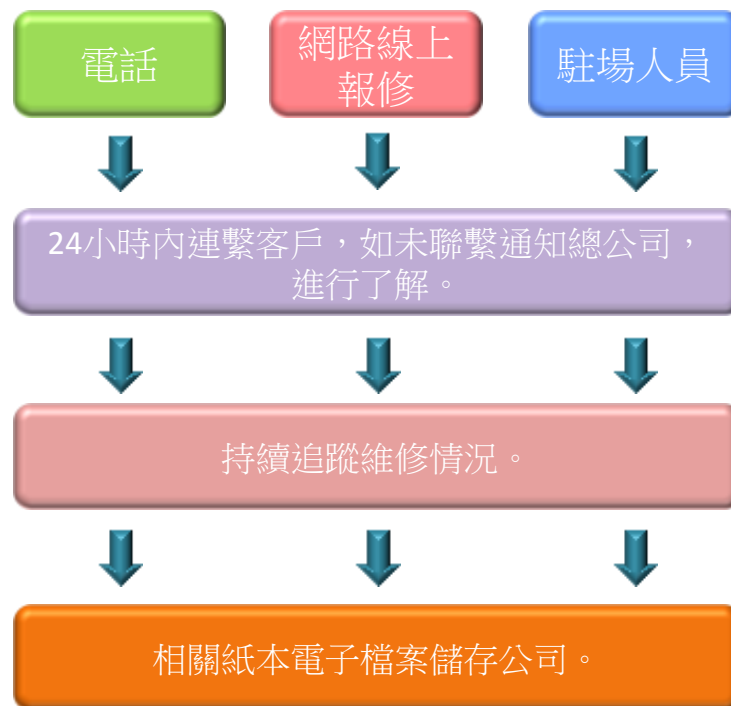 電話
網路線上
報修
駐場人員
24小時內連繫客戶，如未聯繫通知總公司，
進行了解。
持續追蹤維修情況。
相關紙本電子檔案儲存公司。